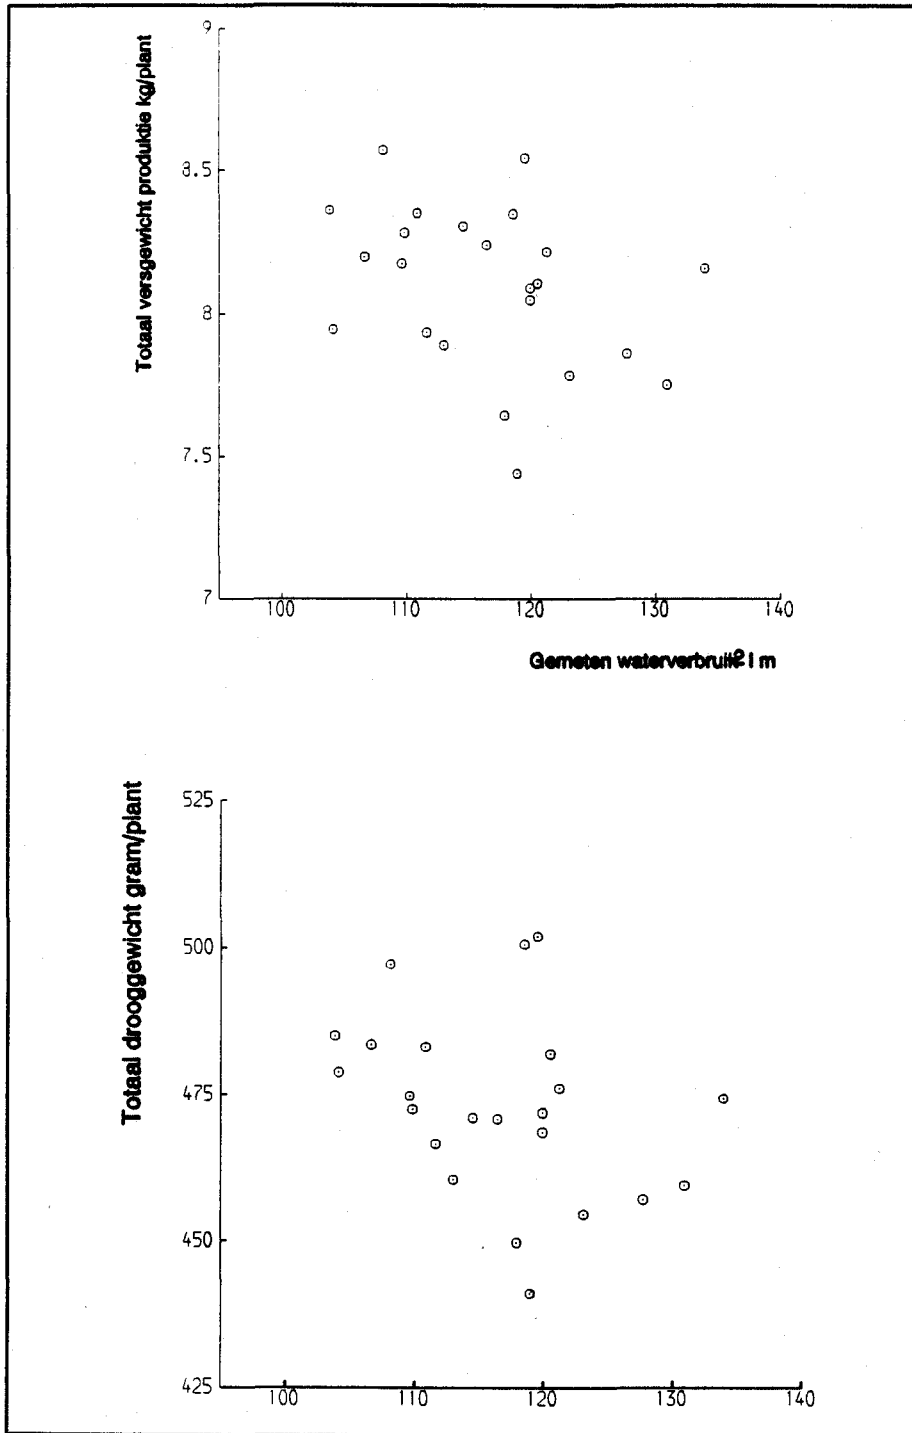 Totaal versgewicht produktie kg/plant
9
8.5
8
7.5
7
100 110 120 130 140
Gemeten waterverbruik l m
Totaal drooggewicht gram/plant
525
500
475
450
425
100 110 120 130 140